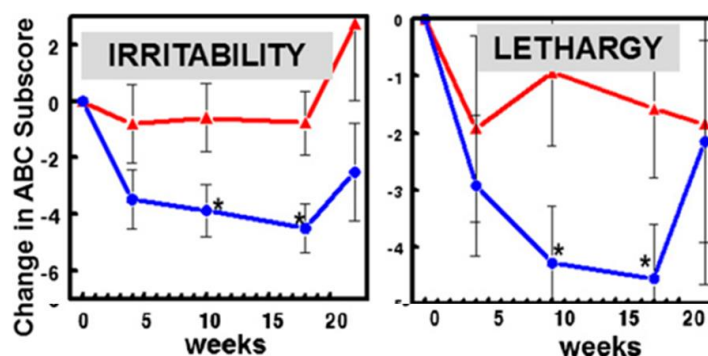 Change in ABC Subscore
IRRITABILITY
2
0
-2
-4
-6
* *
0 5 10 15 20
weeks
LETHARGY
0
-1
-2
-3
-4
* *
0 5 10 15 20
weeks